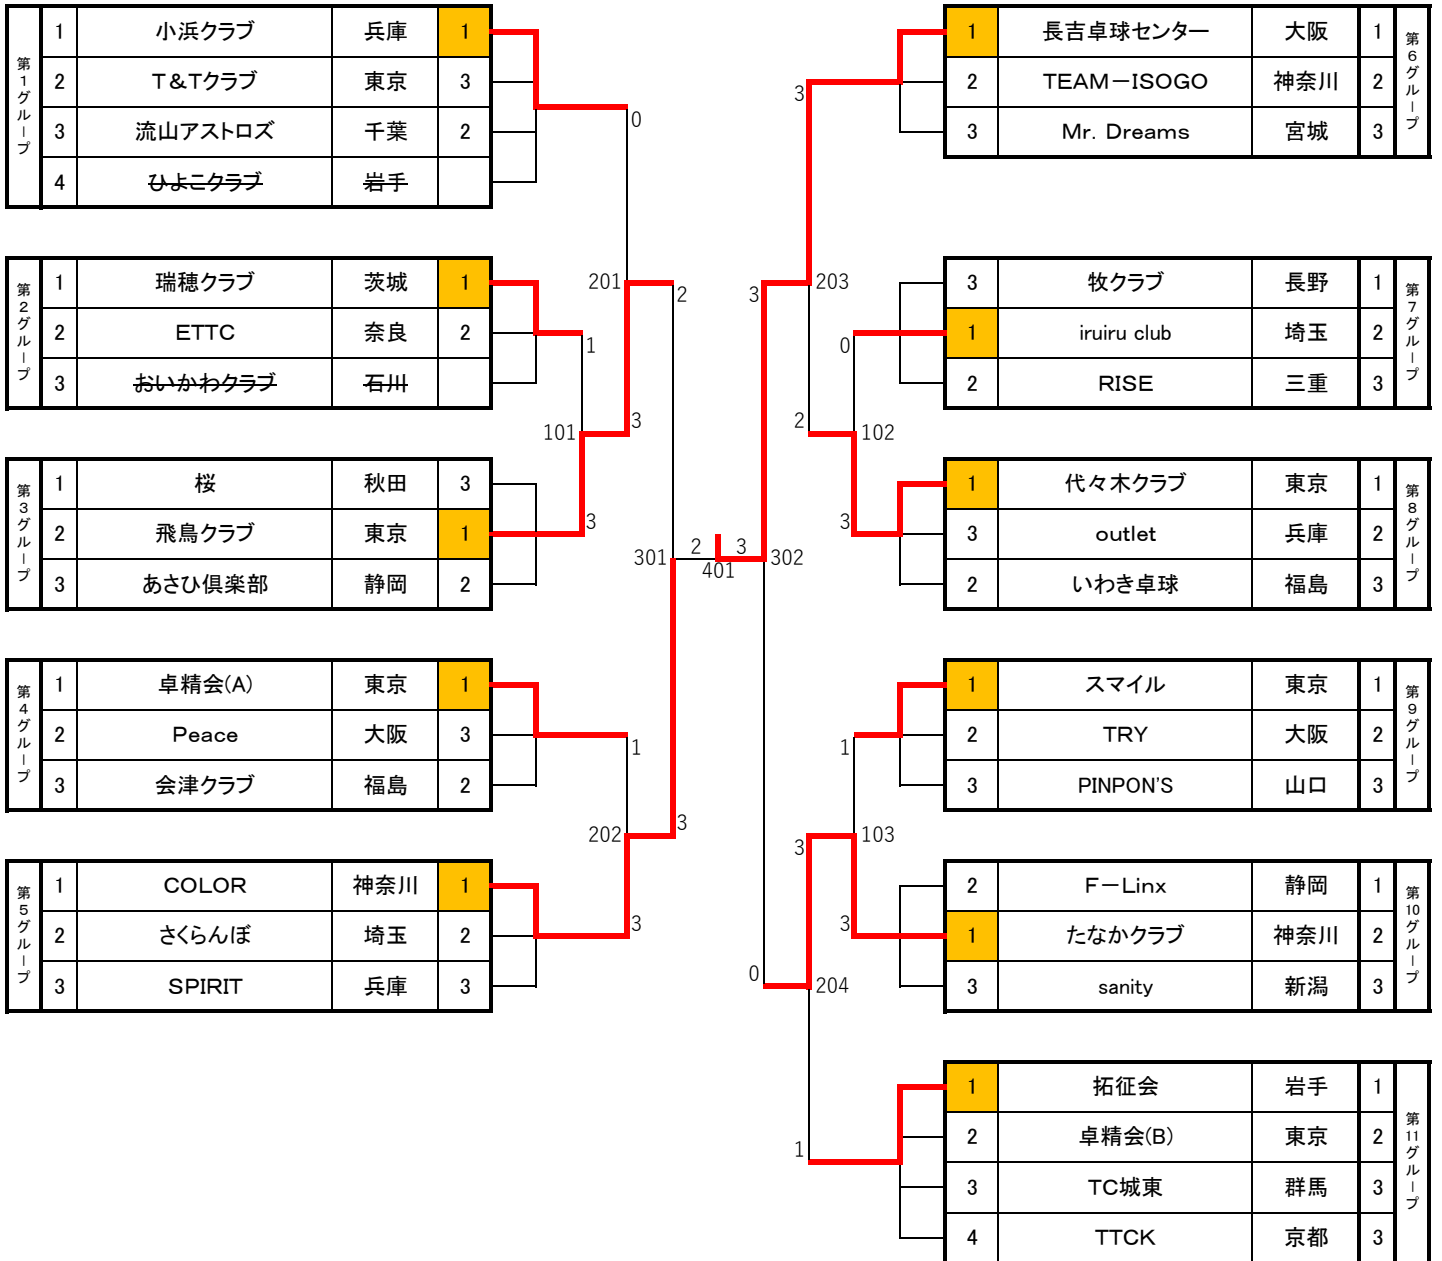 第1グループ
1 小浜クラブ 兵庫 1
2 T&Tクラブ 東京 3
3 流山アストロズ 千葉 2
4 ひよこクラブ 岩手
第2グループ
1 瑞穂クラブ 茨城 1
2 ETTC 奈良 2
3 おいかわクラブ 石川
第3グループ
1 桜 秋田 3
2 飛鳥クラブ 東京 1
3 あさひ倶楽部 静岡 2
第4グループ
1 卓精会(A) 東京 1
2 Peace 大阪 3
3 会津クラブ 福島 2
第5グループ
1 COLOR 神奈川 1
2 さくらんぼ 埼玉 2
3 SPIRIT 兵庫 3
0
201
2
1
101
3
3
301
1
202
3
3
2
3
401
302
3
3
203
0
2
102
3
1
3
103
3
0
204
1
第6グループ
1 長吉卓球センター 大阪 1
2 TEAM-ISOGO 神奈川 2
3 Mr. Dreams 宮城 3
第7グループ
3 牧クラブ 長野 1
1 iruiru club 埼玉 2
2 RISE 三重 3
第8グループ
1 代々木クラブ 東京 1
3 outlet 兵庫 2
2 いわき卓球 福島 3
第9グループ
1 スマイル 東京 1
2 TRY 大阪 2
3 PINPON'S 山口 3
第10グループ
2 F-Linx 静岡 1
1 たなかクラブ 神奈川 2
3 sanity 新潟 3
第11グループ
1 拓征会 岩手 1
2 卓精会(B) 東京 2
3 TC城東 群馬 3
4 TTCK 京都 3